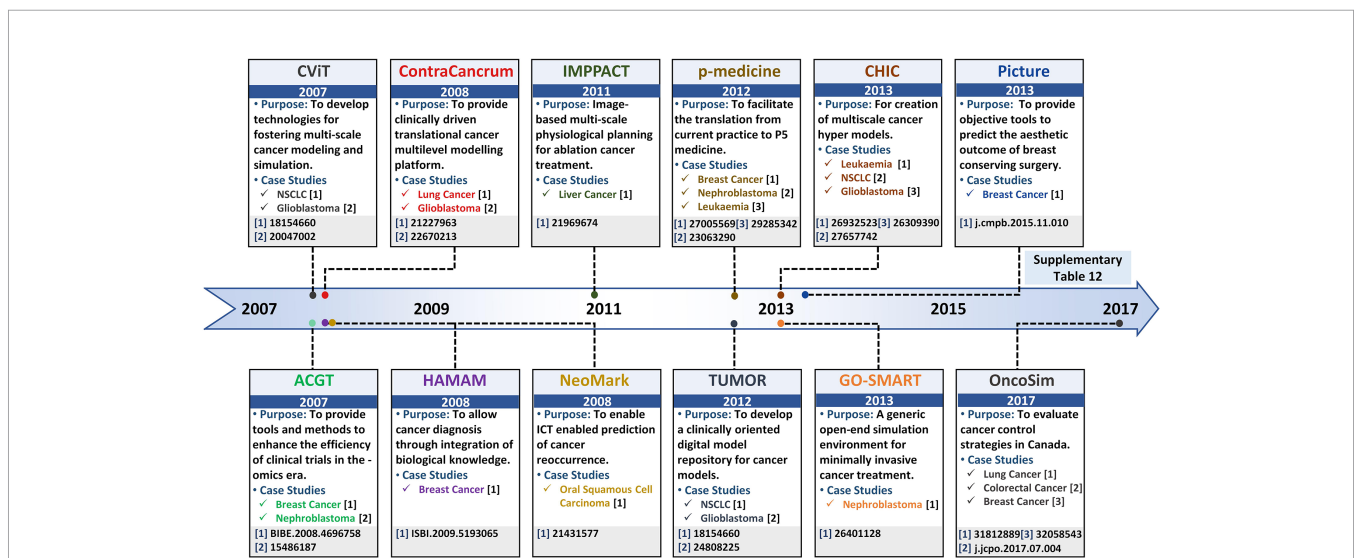 CViT
2007
• Purpose: To develop
technologies for
fostering multi-scale
cancer modeling and
simulation.
• Case Studies
✓ NSCLC [1]
✓ Glioblastoma [2]
[1] 18154660
[2] 20047002
ContraCancrum
2008
• Purpose: To provide
clinically driven
translational cancer
multilevel modelling
platform.
• Case Studies
✓ Lung Cancer [1]
✓ Glioblastoma [2]
[1] 21227963
[2] 22670213
IMPPACT
2011
• Purpose: Image-
based multi-scale
physiological planning
for ablation cancer
treatment.
• Case Studies
✓ Liver Cancer [1]
[1] 21969674
p-medicine
2012
• Purpose: To facilitate
the translation from
current practice to P5
medicine.
• Case Studies
✓ Breast Cancer [1]
✓ Nephroblastoma [2]
✓ Leukaemia [3]
[1] 27005569[3] 29285342
[2] 23063290
CHIC
2013
• Purpose: For creation
of multiscale cancer
hyper models.
• Case Studies
✓ Leukaemia [1]
✓ NSCLC [2]
✓ Glioblastoma [3]
[1] 26932523[3] 26309390
[2] 27657742
Picture
2013
• Purpose: To provide
objective tools to
predict the aesthetic
outcome of breast
conserving surgery.
• Case Studies
✓ Breast Cancer [1]
[1] j.cmpb.2015.11.010
Supplementary
Table 12
2007 2009 2011 2013 2015 2017
ACGT
2007
• Purpose: To provide
tools and methods to
enhance the efficiency
of clinical trials in the -
omics era.
• Case Studies
✓ Breast Cancer [1]
✓ Nephroblastoma [2]
[1] BIBE.2008.4696758
[2] 15486187
HAMAM
2008
• Purpose: To allow
cancer diagnosis
through integration of
biological knowledge.
• Case Studies
✓ Breast Cancer [1]
[1] ISBI.2009.5193065
NeoMark
2008
• Purpose: To enable
ICT enabled prediction
of cancer
reoccurrence.
• Case Studies
✓ Oral Squamous Cell
Carcinoma [1]
[1] 21431577
TUMOR
2012
• Purpose: To develop
a clinically oriented
digital model
repository for cancer
models.
• Case Studies
✓ NSCLC [1]
✓ Glioblastoma [2]
[1] 18154660
[2] 24808225
GO-SMART
2013
• Purpose: A generic
open-end simulation
environment for
minimally invasive
cancer treatment.
• Case Studies
✓ Nephroblastoma [1]
[1] 26401128
OncoSim
2017
• Purpose: To evaluate
cancer control
strategies in Canada.
• Case Studies
✓ Lung Cancer [1]
✓ Colorectal Cancer [2]
✓ Breast Cancer [3]
[1] 31812889[3] 32058543
[2] j.jcpo.2017.07.004